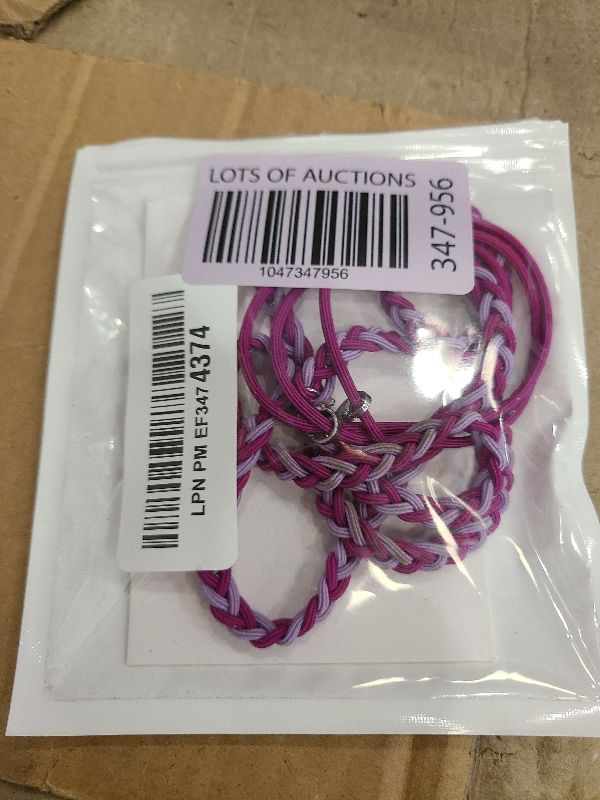 LOTS OF AUCTIONS
1047347956
347-956
LPN PM EF347 4374